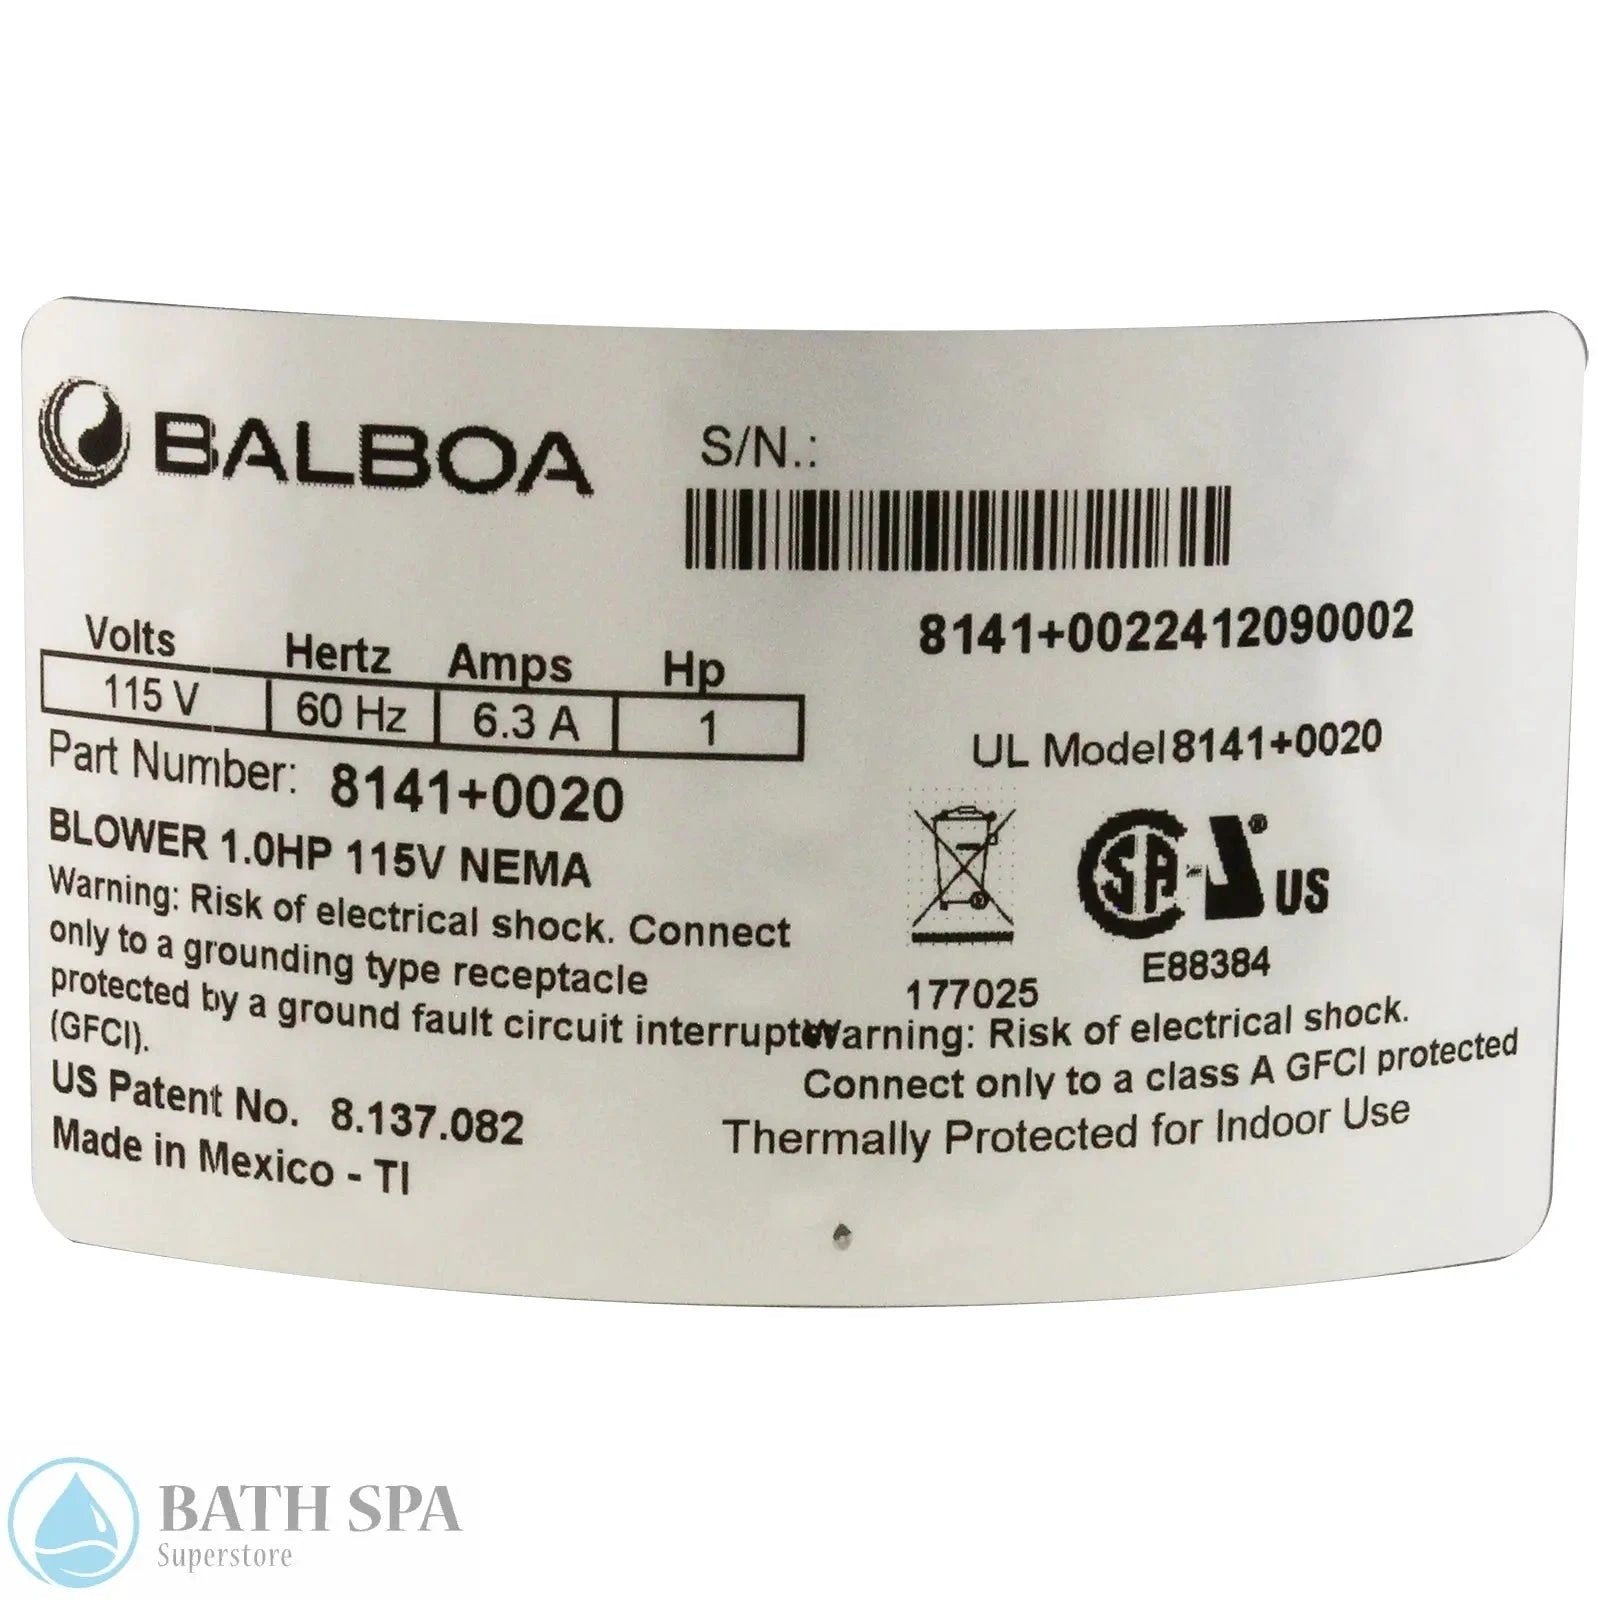 BALBOA
S/N.:
8141+0022412090002
Volts Hertz Amps Hp
115 V 60 Hz 6.3 A 1
UL Model8141+0020
Part Number: 8141+0020
BLOWER 1.0HP 115V NEMA
Warning: Risk of electrical shock. Connect
only to a grounding type receptacle
protected by a ground fault circuit interrupter
(GFCI).
US Patent No. 8.137.082
Made in Mexico - TI
SA
®
US
177025
E88384
Warning: Risk of electrical shock.
Connect only to a class A GFCI protected
Thermally Protected for Indoor Use
BATH SPA
Superstore